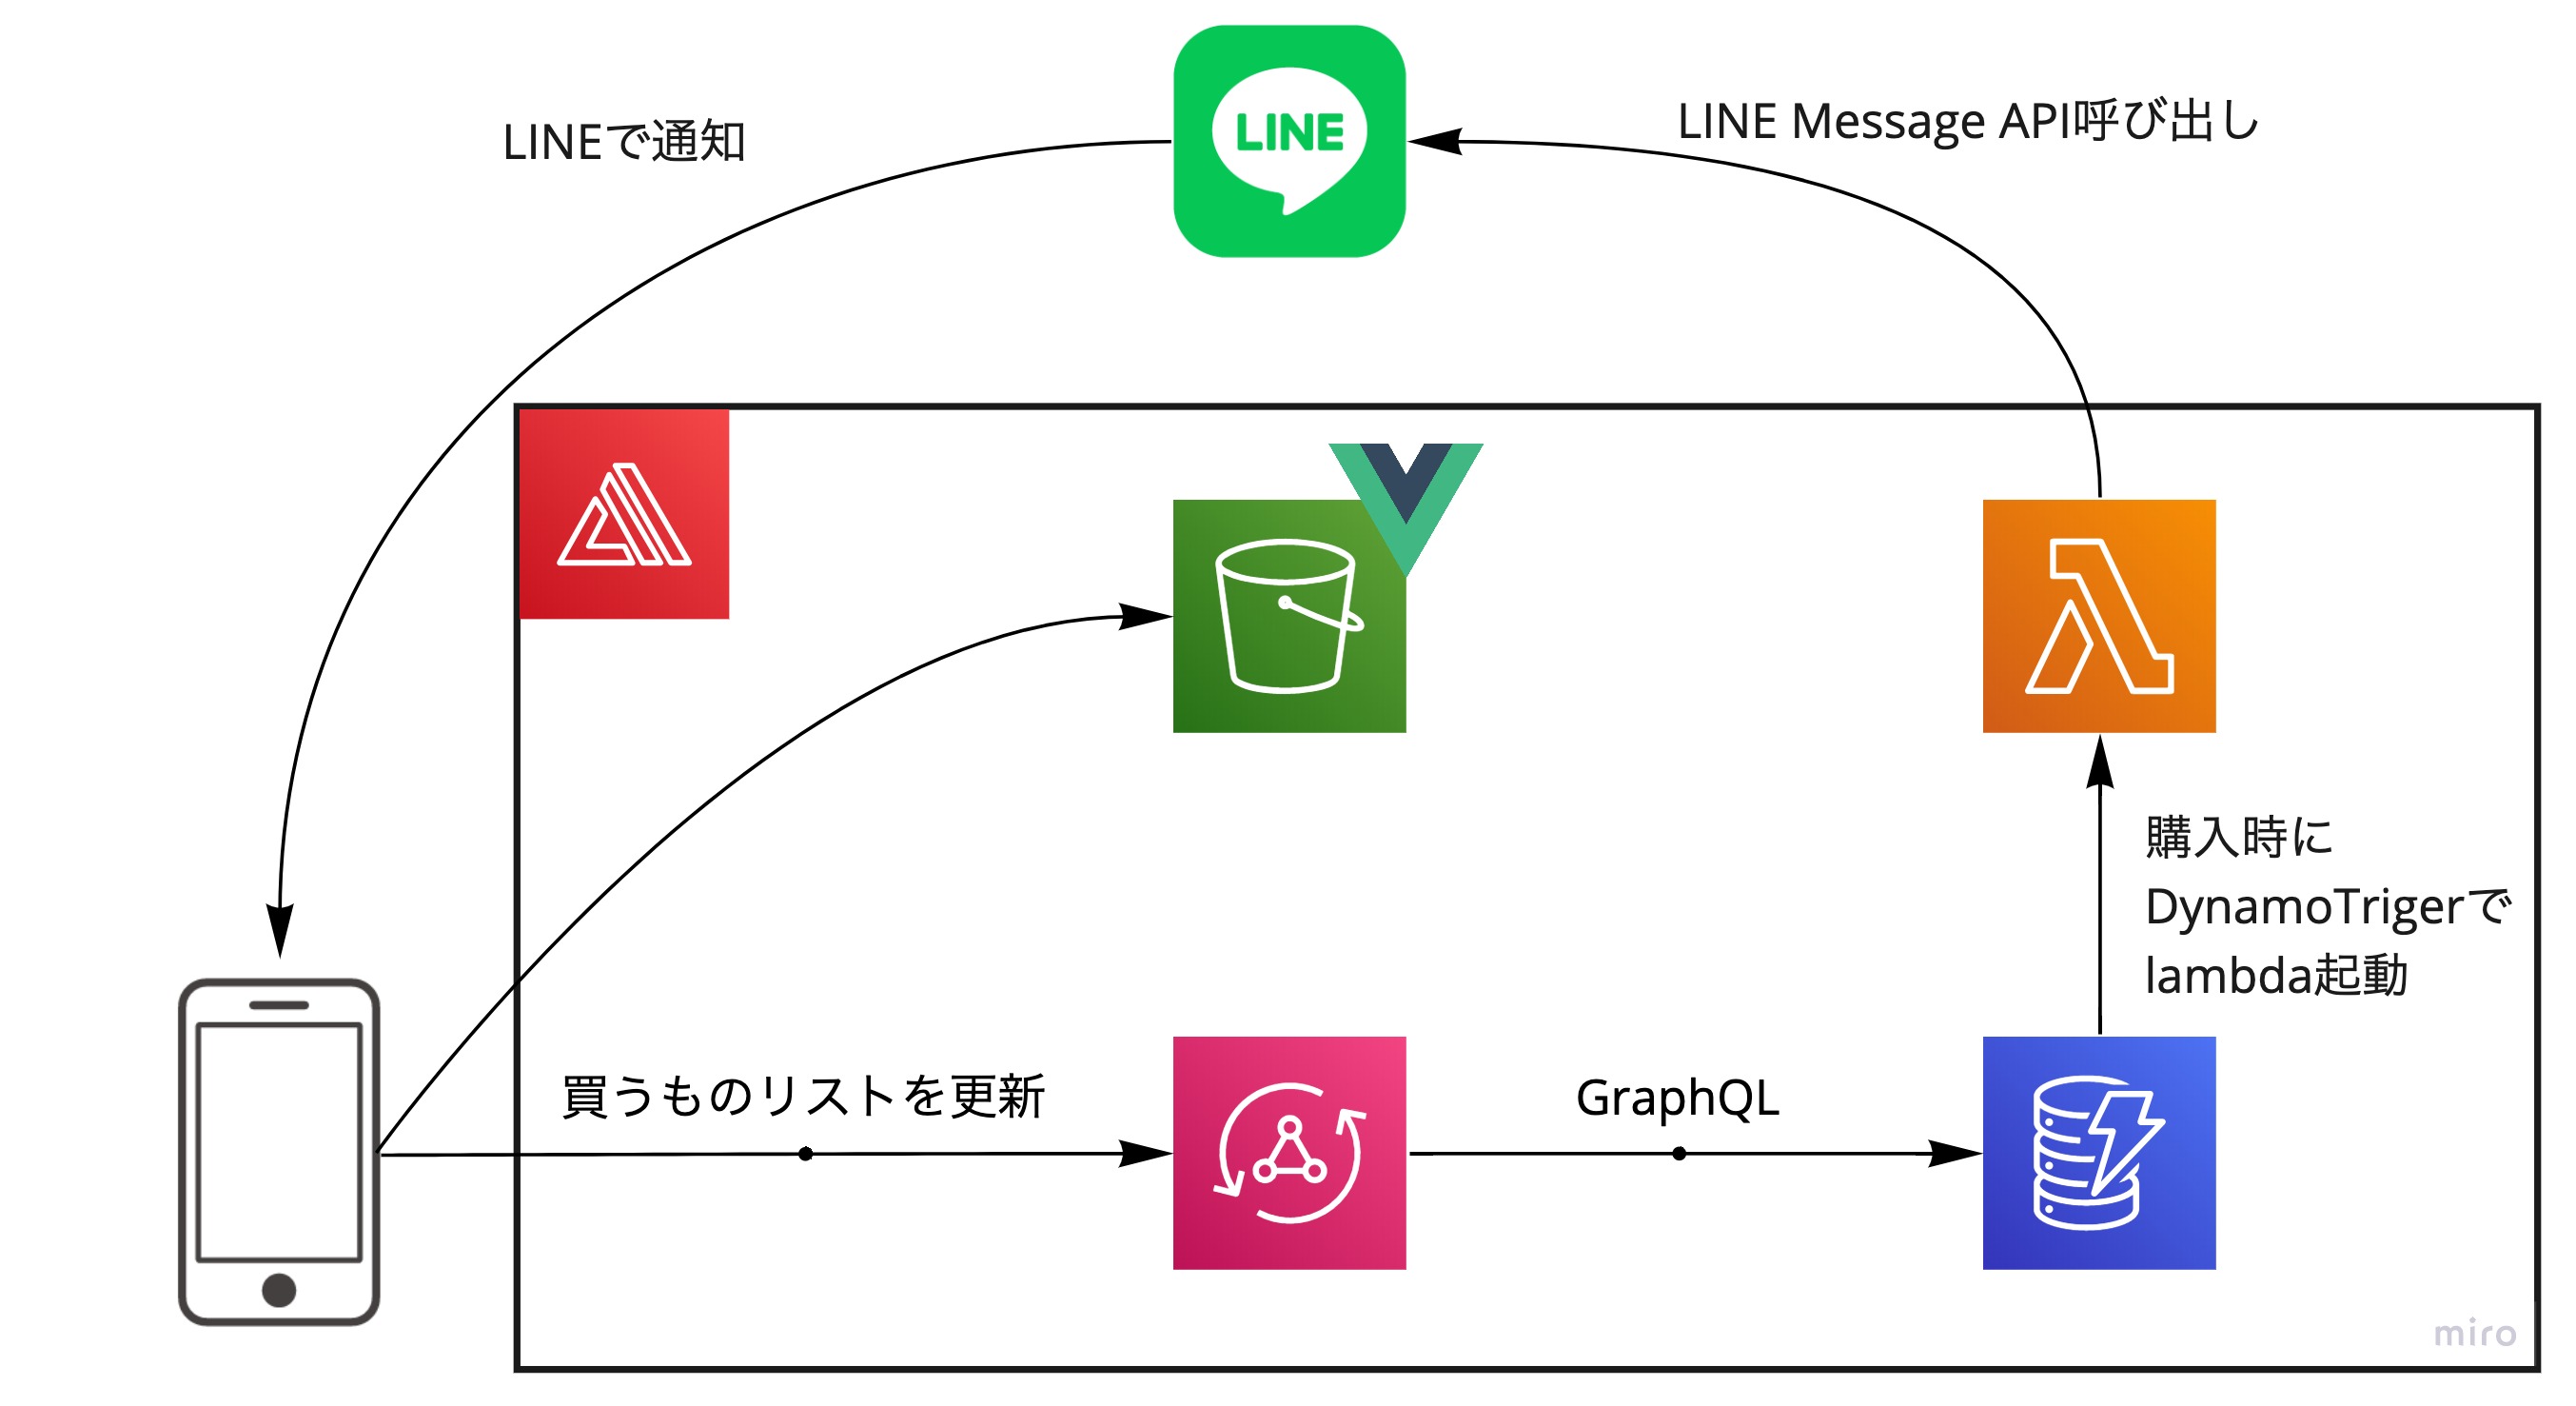 LINEで通知
LINE
LINE Message API呼び出し
購入時に
DynamoTrigerで
lambda起動
買うものリストを更新
GraphQL
miro